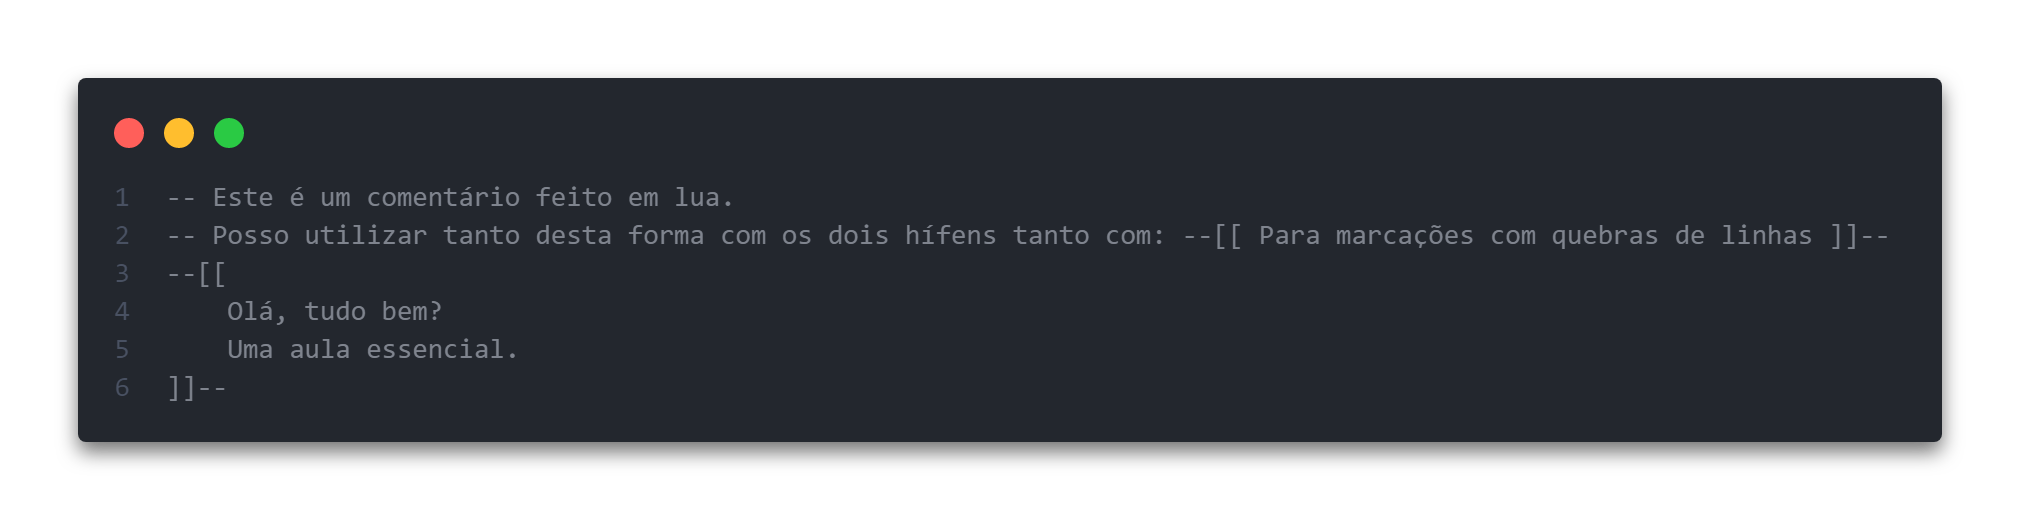 1 -- Este é um comentário feito em lua.
2 -- Posso utilizar tanto desta forma com os dois hífens tanto com: --[[ Para marcações com quebras de linhas ]]--
3 --[[
4     Olá, tudo bem?
5     Uma aula essencial.
6 ]]--